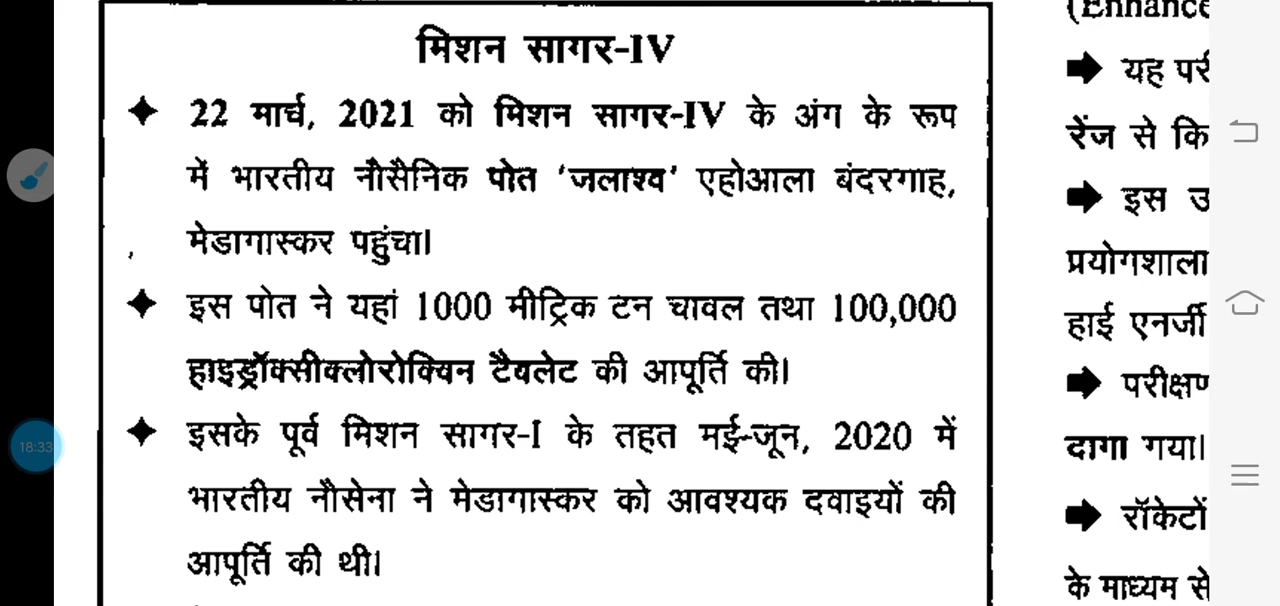 मिशन सागर-IV
✦ 22 मार्च, 2021 को मिशन सागर-IV के अंग के रूप
में भारतीय नौसैनिक पोत ‘जलाश्व’ एहोआला बंदरगाह,
मेडागास्कर पहुंचा।
✦ इस पोत ने यहां 1000 मीट्रिक टन चावल तथा 100,000
हाइड्रॉक्सीक्लोरोक्विन टैबलेट की आपूर्ति की।
✦ इसके पूर्व मिशन सागर-I के तहत मई-जून, 2020 में
भारतीय नौसेना ने मेडागास्कर को आवश्यक दवाइयों की
आपूर्ति की थी।
➡ यह
रेंज से
➡ इस
प्रयोगशाला
हाई एनर्जी
➡ परीक्षण
दागा गया।
➡ रॉकेटों
के माध्यम से
18:33